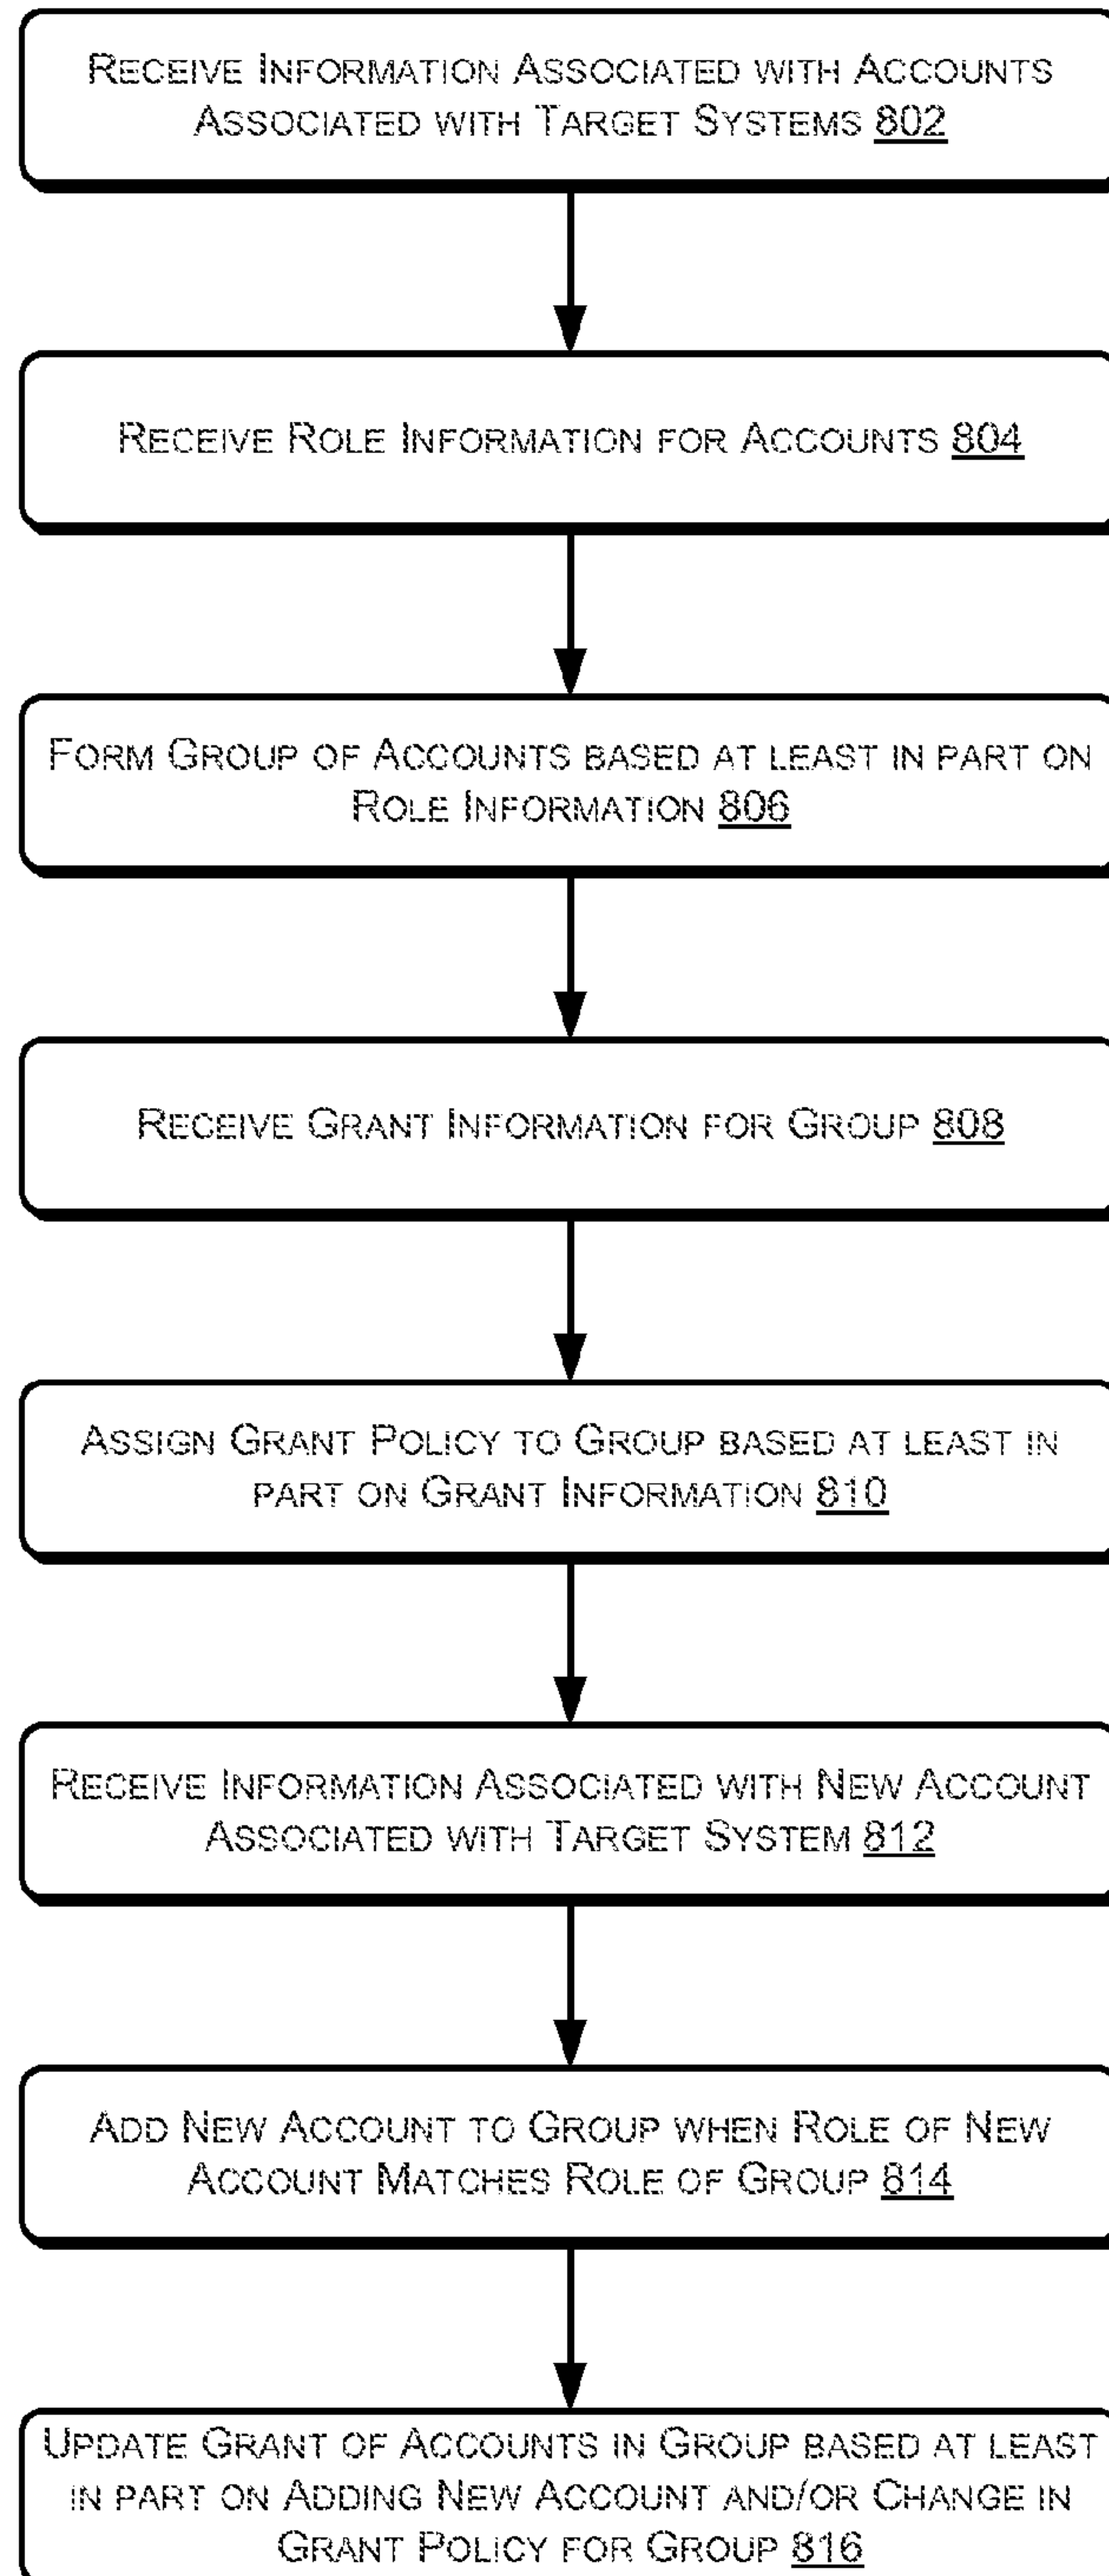 RECEIVE INFORMATION ASSOCIATED WITH ACCOUNTS
ASSOCIATED WITH TARGET SYSTEMS 802
RECEIVE ROLE INFORMATION FOR ACCOUNTS 804
FORM GROUP OF ACCOUNTS BASED AT LEAST IN PART ON
ROLE INFORMATION 806
RECEIVE GRANT INFORMATION FOR GROUP 808
ASSIGN GRANT POLICY TO GROUP BASED AT LEAST IN
PART ON GRANT INFORMATION 810
RECEIVE INFORMATION ASSOCIATED WITH NEW ACCOUNT
ASSOCIATED WITH TARGET SYSTEM 812
ADD NEW ACCOUNT TO GROUP WHEN ROLE OF NEW
ACCOUNT MATCHES ROLE OF GROUP 814
UPDATE GRANT OF ACCOUNTS IN GROUP BASED AT LEAST
IN PART ON ADDING NEW ACCOUNT AND/OR CHANGE IN
GRANT POLICY FOR GROUP 816